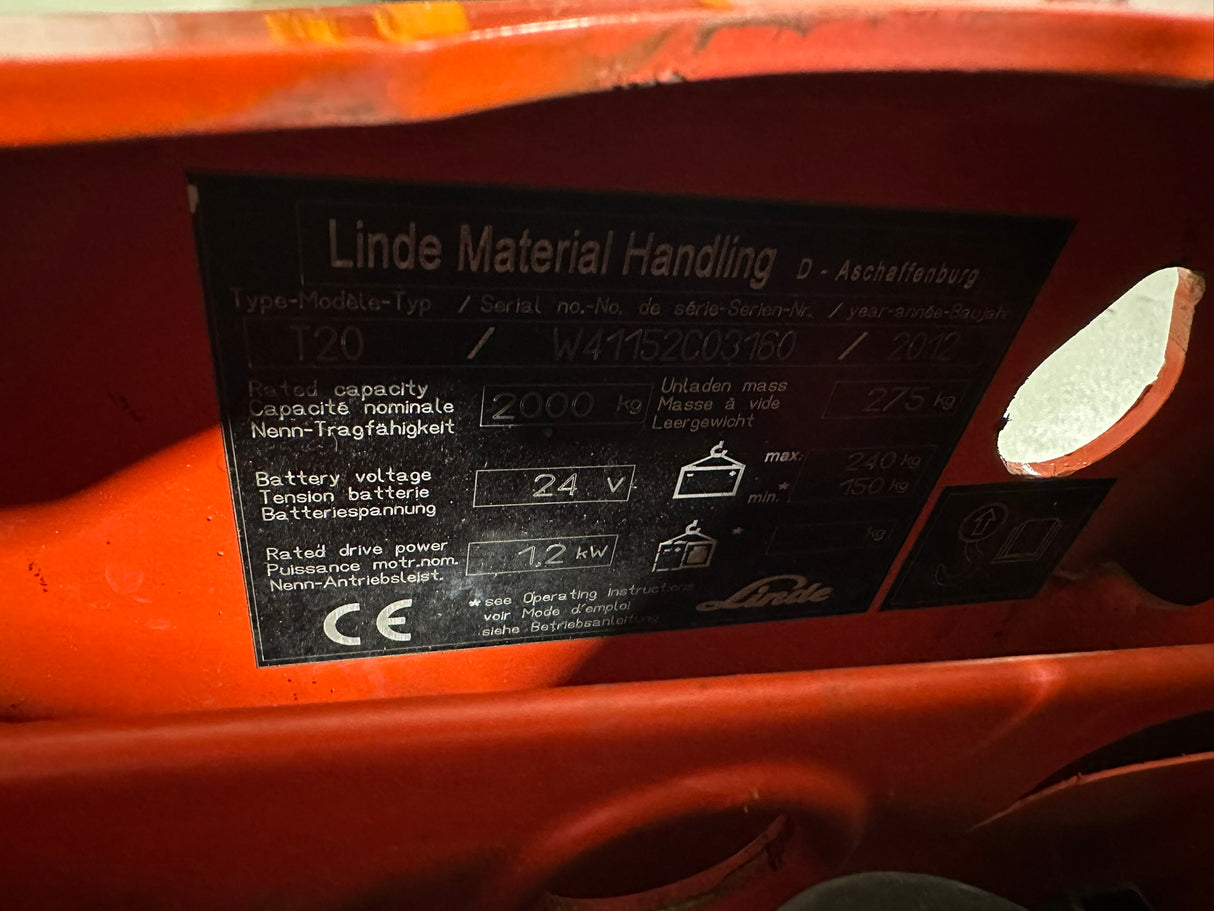 Linde Material Handling D - Aschaffenburg
Type-Modèle-Typ / Serial no.-No. de série-Serien-Nr. / year-année-Baujahr
T20 / W41152C03160 / 2012
Rated capacity
Capacité nominale
Nenn-Tragfähigkeit
2000 kg
Unladen mass
Masse à vide
Leergewicht
275 kg
Battery voltage
Tension batterie
Batteriespannung
24 V
max. 240 kg
min. * 150 kg
Rated drive power
Puissance motr.nom.
Nenn-Antriebsleist.
1.2 kW
* kg
CE
* see Operating Instructions
voir Mode d'emploi
siehe Betriebsanleitung
Linde